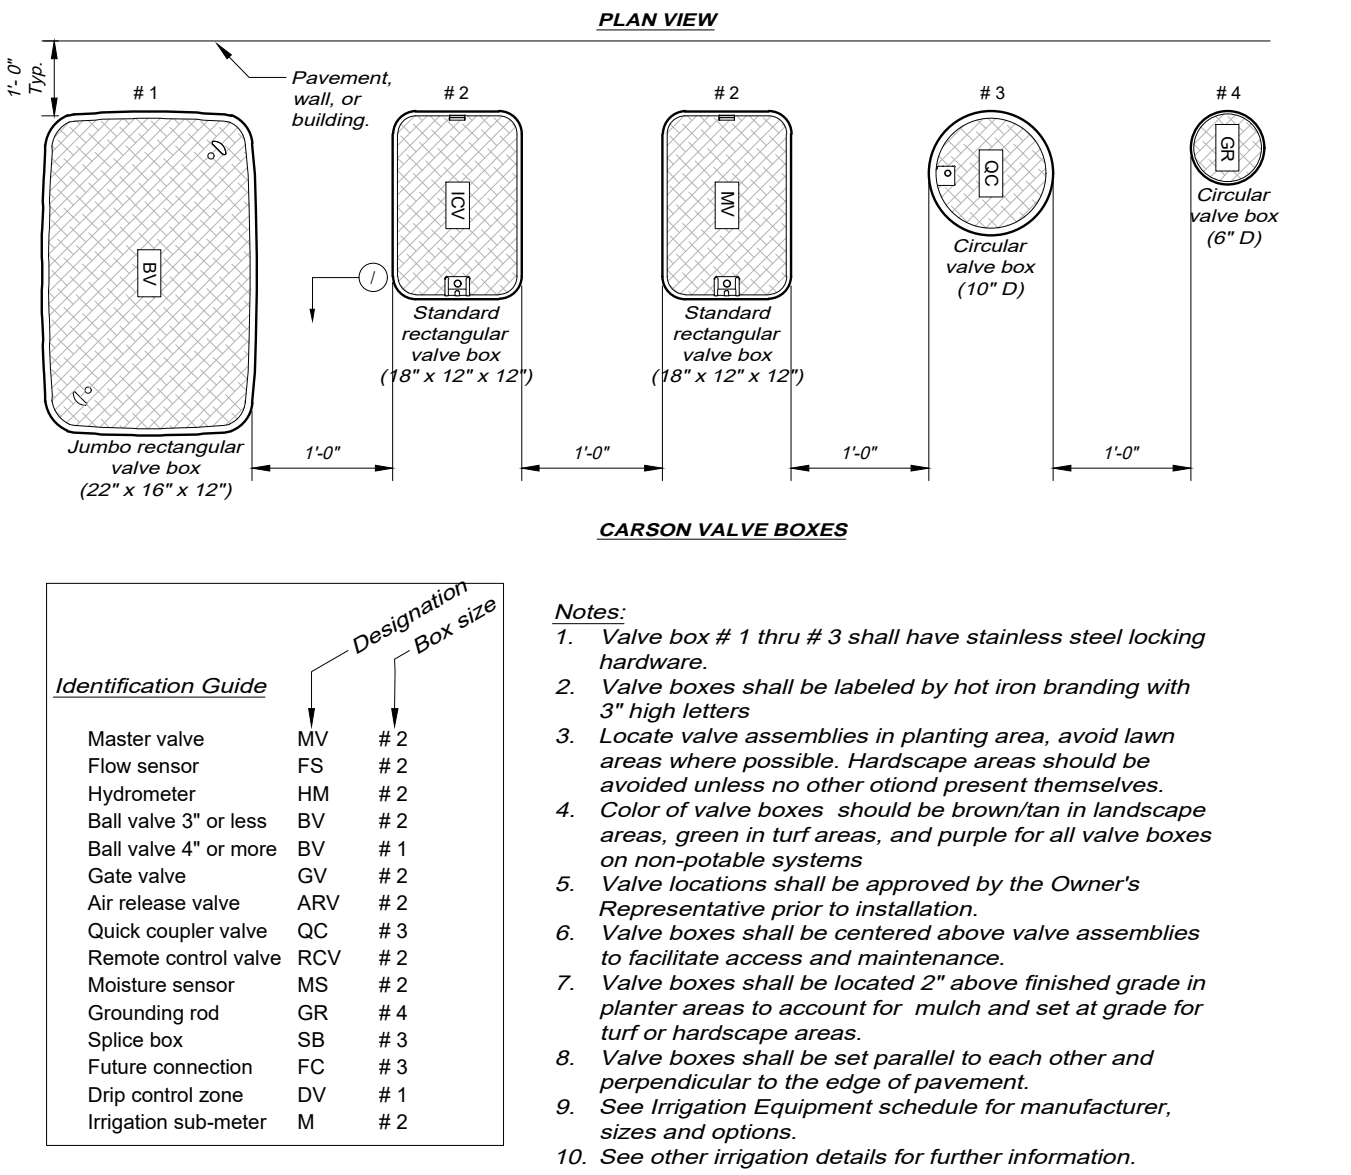 PLAN VIEW
1'- 0"
Typ.
Pavement,
wall, or
building.
# 1
# 2
# 2
# 3
# 4
BV
ICV
MV
QC
GR
/
Jumbo rectangular
valve box
(22" x 16" x 12")
Standard
rectangular
valve box
(18" x 12" x 12")
Standard
rectangular
valve box
(18" x 12" x 12")
Circular
valve box
(10" D)
Circular
valve box
(6" D)
1'-0"
1'-0"
1'-0"
1'-0"
CARSON VALVE BOXES
Designation
Box size
Identification Guide
Master valve MV # 2
Flow sensor FS # 2
Hydrometer HM # 2
Ball valve 3" or less BV # 2
Ball valve 4" or more BV # 1
Gate valve GV # 2
Air release valve ARV # 2
Quick coupler valve QC # 3
Remote control valve RCV # 2
Moisture sensor MS # 2
Grounding rod GR # 4
Splice box SB # 3
Future connection FC # 3
Drip control zone DV # 1
Irrigation sub-meter M # 2
Notes:
1. Valve box # 1 thru # 3 shall have stainless steel locking
hardware.
2. Valve boxes shall be labeled by hot iron branding with
3" high letters
3. Locate valve assemblies in planting area, avoid lawn
areas where possible. Hardscape areas should be
avoided unless no other otiond present themselves.
4. Color of valve boxes should be brown/tan in landscape
areas, green in turf areas, and purple for all valve boxes
on non-potable systems
5. Valve locations shall be approved by the Owner's
Representative prior to installation.
6. Valve boxes shall be centered above valve assemblies
to facilitate access and maintenance.
7. Valve boxes shall be located 2" above finished grade in
planter areas to account for mulch and set at grade for
turf or hardscape areas.
8. Valve boxes shall be set parallel to each other and
perpendicular to the edge of pavement.
9. See Irrigation Equipment schedule for manufacturer,
sizes and options.
10. See other irrigation details for further information.